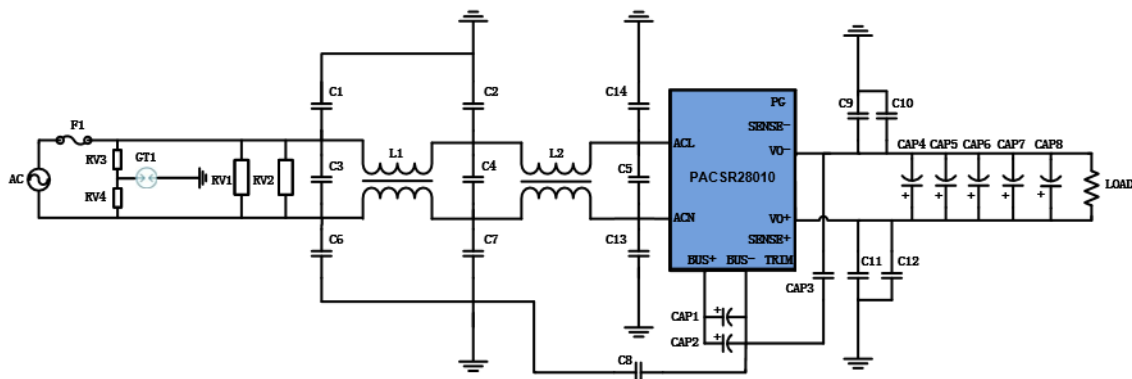 C1
C2
C14
C9
C10
PG
SENSE-
F1
RV3
GT1
L1
L2
ACL
VO-
CAP4
CAP5
CAP6
CAP7
CAP8
AC
RV1
RV2
C3
C4
C5
PACSR28010
LOAD
RV4
ACN
VO+
C6
C7
C13
SENSE+
BUS+
BUS-
TRIM
CAP3
C11
C12
CAP1
CAP2
C8
+
+
+
+
+
+
+